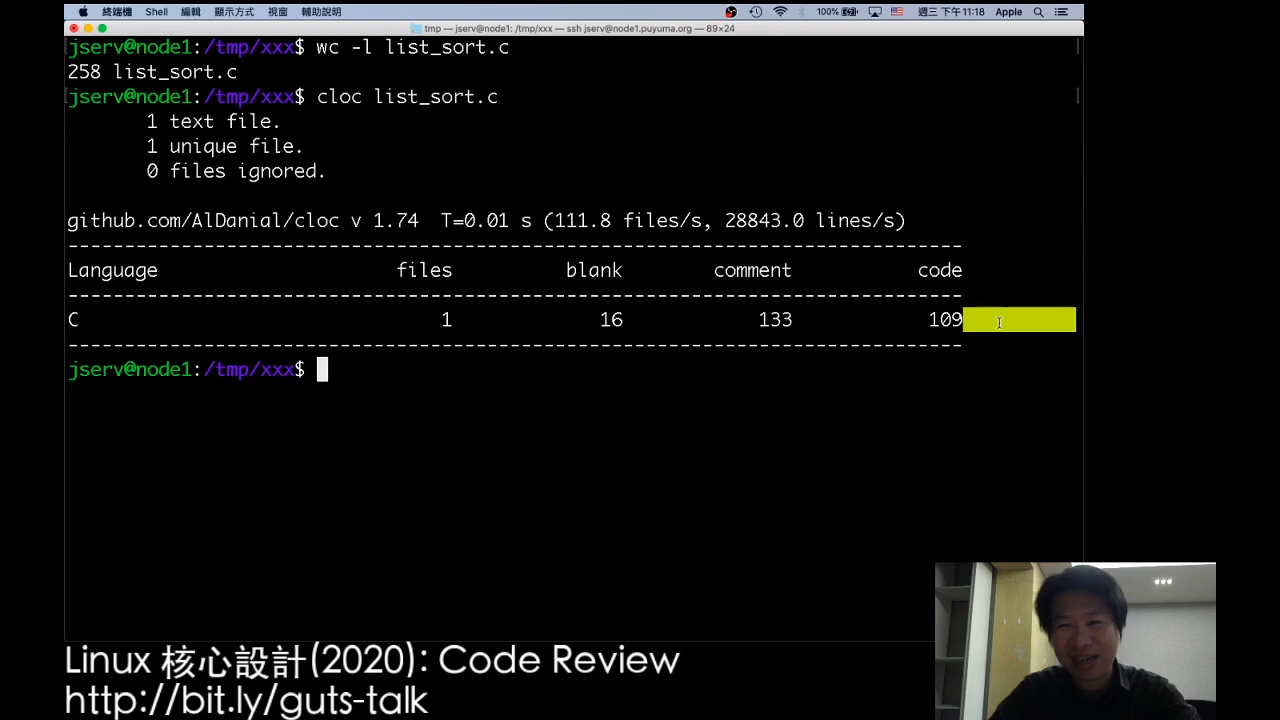 終端機 Shell 編輯 顯示方式 視窗 輔助說明 100% 週三 下午11:18 Apple
tmp — jserv@node1: /tmp/xxx — ssh jserv@node1.puyuma.org — 89×24
jserv@node1:/tmp/xxx$ wc -l list_sort.c
258 list_sort.c
jserv@node1:/tmp/xxx$ cloc list_sort.c
1 text file.
1 unique file.
0 files ignored.
github.com/AlDanial/cloc v 1.74 T=0.01 s (111.8 files/s, 28843.0 lines/s)
-------------------------------------------------------------------------------
Language files blank comment code
-------------------------------------------------------------------------------
C 1 16 133 109
-------------------------------------------------------------------------------
jserv@node1:/tmp/xxx$
Linux 核心設計(2020): Code Review
http://bit.ly/guts-talk